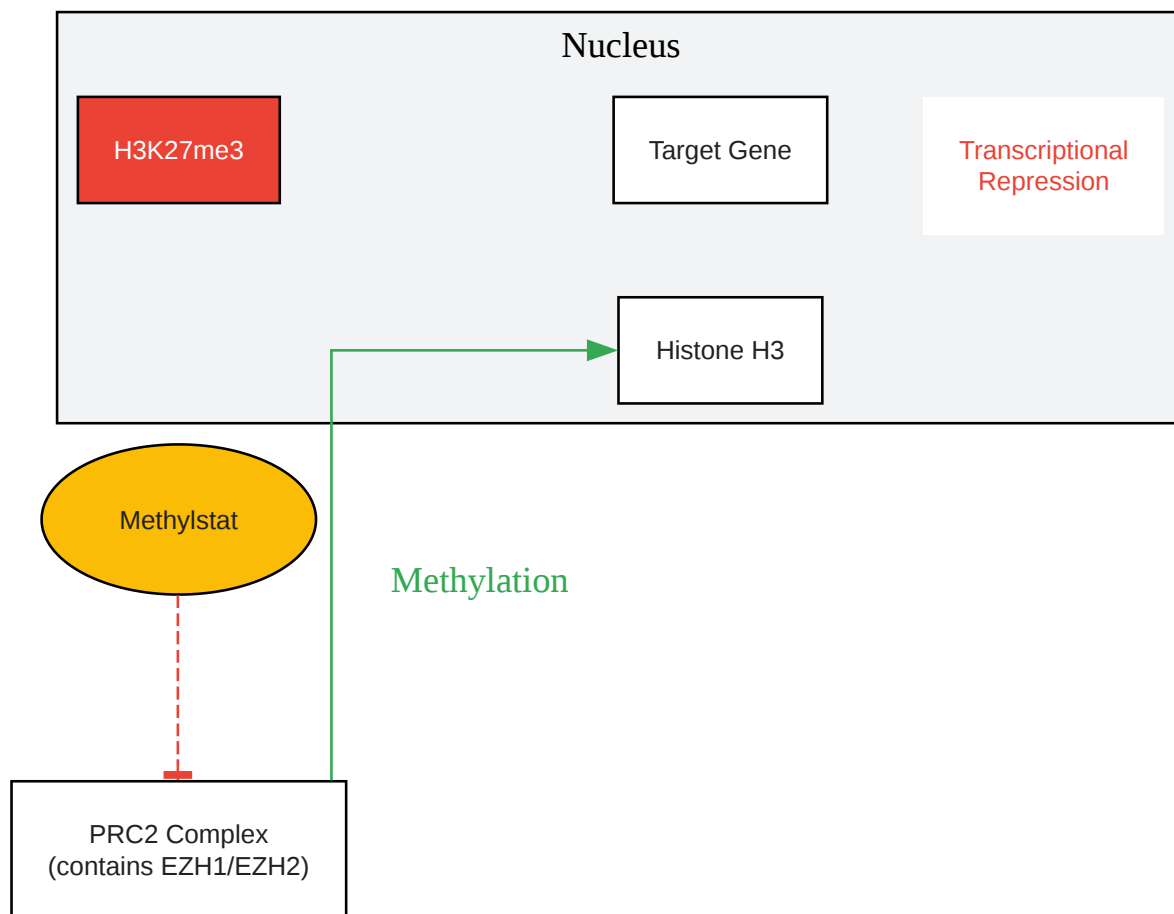 Nucleus
H3K27me3
Target Gene
Transcriptional
Repression
Histone H3
Methylstat
Methylation
PRC2 Complex
(contains EZH1/EZH2)